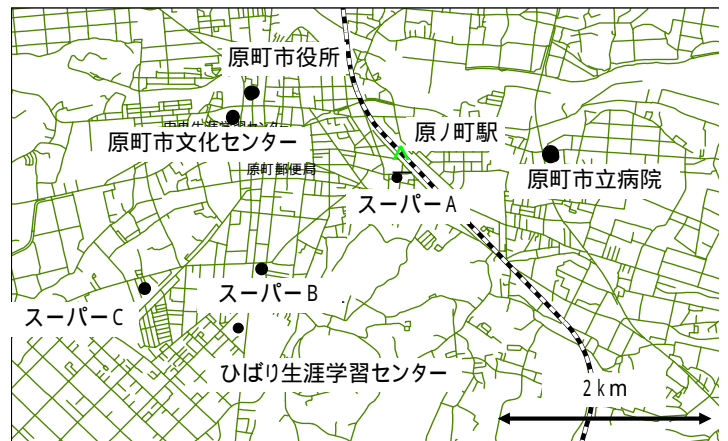 原町市役所
原ノ町駅
原町市文化センター
原町郵便局
原町市立病院
スーパーA
スーパーB
スーパーC
ひばり生涯学習センター
2km